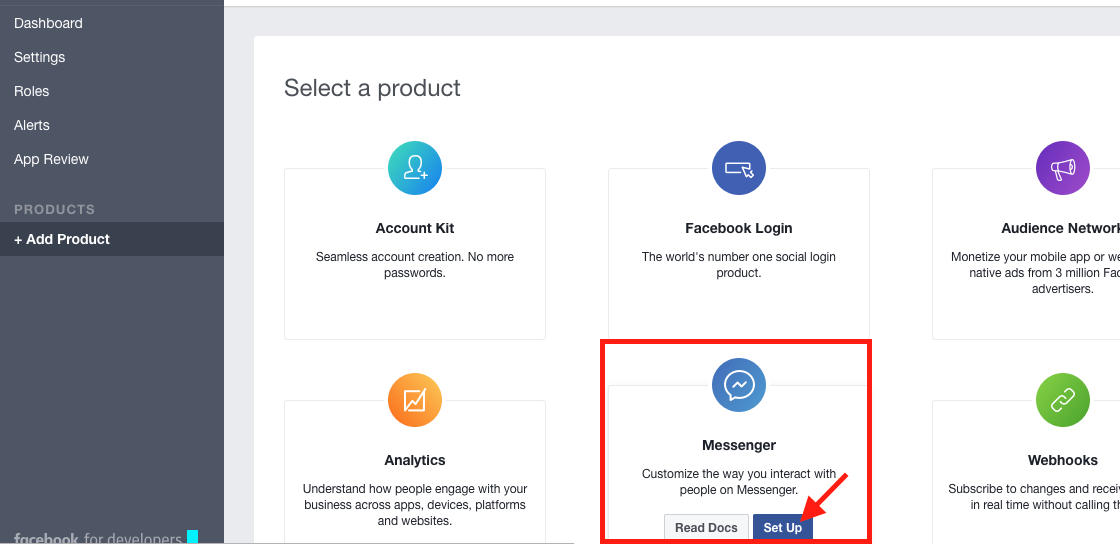 Dashboard
Settings
Roles
Alerts
App Review
PRODUCTS
+ Add Product
facebook for developers
Select a product
Account Kit
Seamless account creation. No more
passwords.
Facebook Login
The world's number one social login
product.
Audience Network
Monetize your mobile app or we
native ads from 3 million Fac
advertisers.
Analytics
Understand how people engage with your
business across apps, devices, platforms
and websites.
Messenger
Customize the way you interact with
people on Messenger.
Read Docs
Set Up
Webhooks
Subscribe to changes and receiv
in real time without calling th